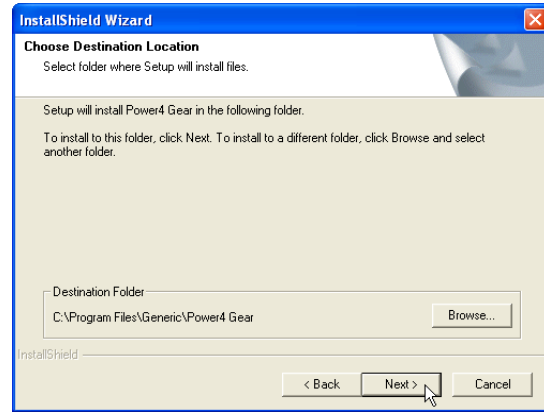 InstallShield Wizard
Choose Destination Location
Select folder where Setup will install files.
Setup will install Power4 Gear in the following folder.
To install to this folder, click Next. To install to a different folder, click Browse and select
another folder.
Destination Folder
C:\Program Files\Generic\Power4 Gear
Browse...
InstallShield
< Back
Next >
Cancel